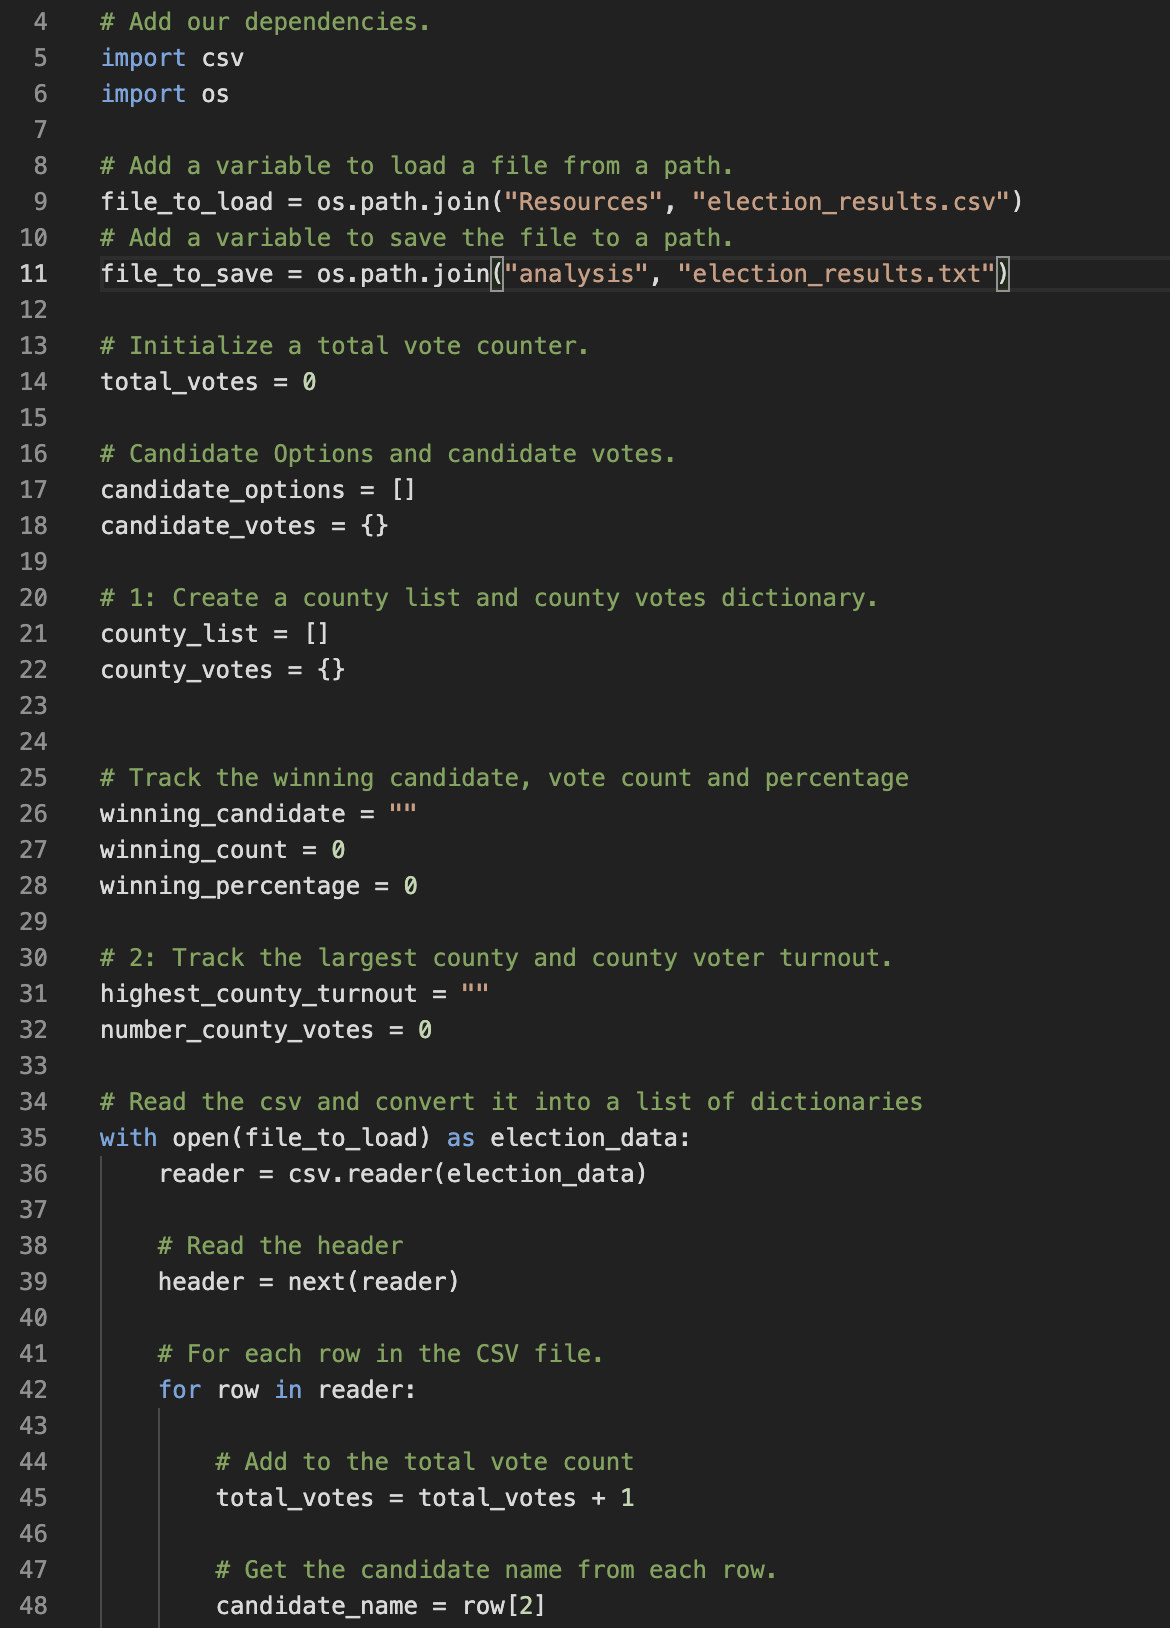 4 # Add our dependencies.
5 import csv
6 import os
7
8 # Add a variable to load a file from a path.
9 file_to_load = os.path.join("Resources", "election_results.csv")
10 # Add a variable to save the file to a path.
11 file_to_save = os.path.join("analysis", "election_results.txt")
12
13 # Initialize a total vote counter.
14 total_votes = 0
15
16 # Candidate Options and candidate votes.
17 candidate_options = []
18 candidate_votes = {}
19
20 # 1: Create a county list and county votes dictionary.
21 county_list = []
22 county_votes = {}
23
24
25 # Track the winning candidate, vote count and percentage
26 winning_candidate = ""
27 winning_count = 0
28 winning_percentage = 0
29
30 # 2: Track the largest county and county voter turnout.
31 highest_county_turnout = ""
32 number_county_votes = 0
33
34 # Read the csv and convert it into a list of dictionaries
35 with open(file_to_load) as election_data:
36     reader = csv.reader(election_data)
37
38     # Read the header
39     header = next(reader)
40
41     # For each row in the CSV file.
42     for row in reader:
43
44         # Add to the total vote count
45         total_votes = total_votes + 1
46
47         # Get the candidate name from each row.
48         candidate_name = row[2]